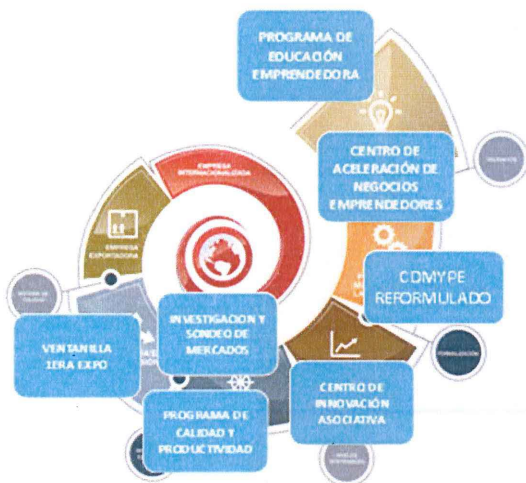 PROGRAMA DE
EDUCACIÓN
EMPRENDEDORA
CENTRO DE
ACELERACIÓN DE
NEGOCIOS
EMPRENDEDORES
EMPRESA
INTERNACIONALIZADA
EMPRESA
EXPORTADORA
CDMYPE
REFORMULADO
INVESTIGACION Y
SONDEO DE
MERCADOS
VENTANILLA
1ERA EXPO
FORMALIZACIÓN
CENTRO DE
INNOVACIÓN
ASOCIATIVA
PROGRAMA DE
CALIDAD Y
PRODUCTIVIDAD